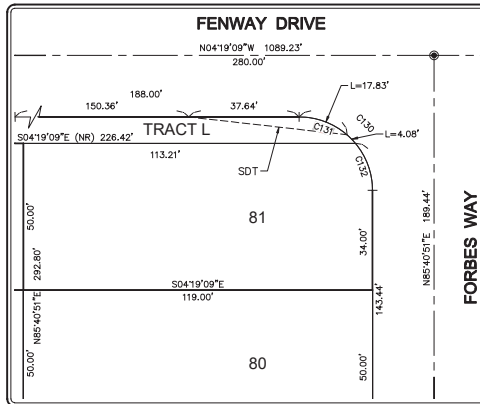 FENWAY DRIVE
N04°19'09"W 1089.23'
280.00'
188.00'
150.36'
37.64'
L=17.83'
C130
C131
L=4.08'
TRACT L
S04°19'09"E (NR) 226.42'
113.21'
SDT
C132
81
50.00'
292.80'
N85°40'51"E
34.00'
N85°40'51"E 189.44'
FORBES WAY
S04°19'09"E
119.00'
143.44'
80
50.00'
50.00'